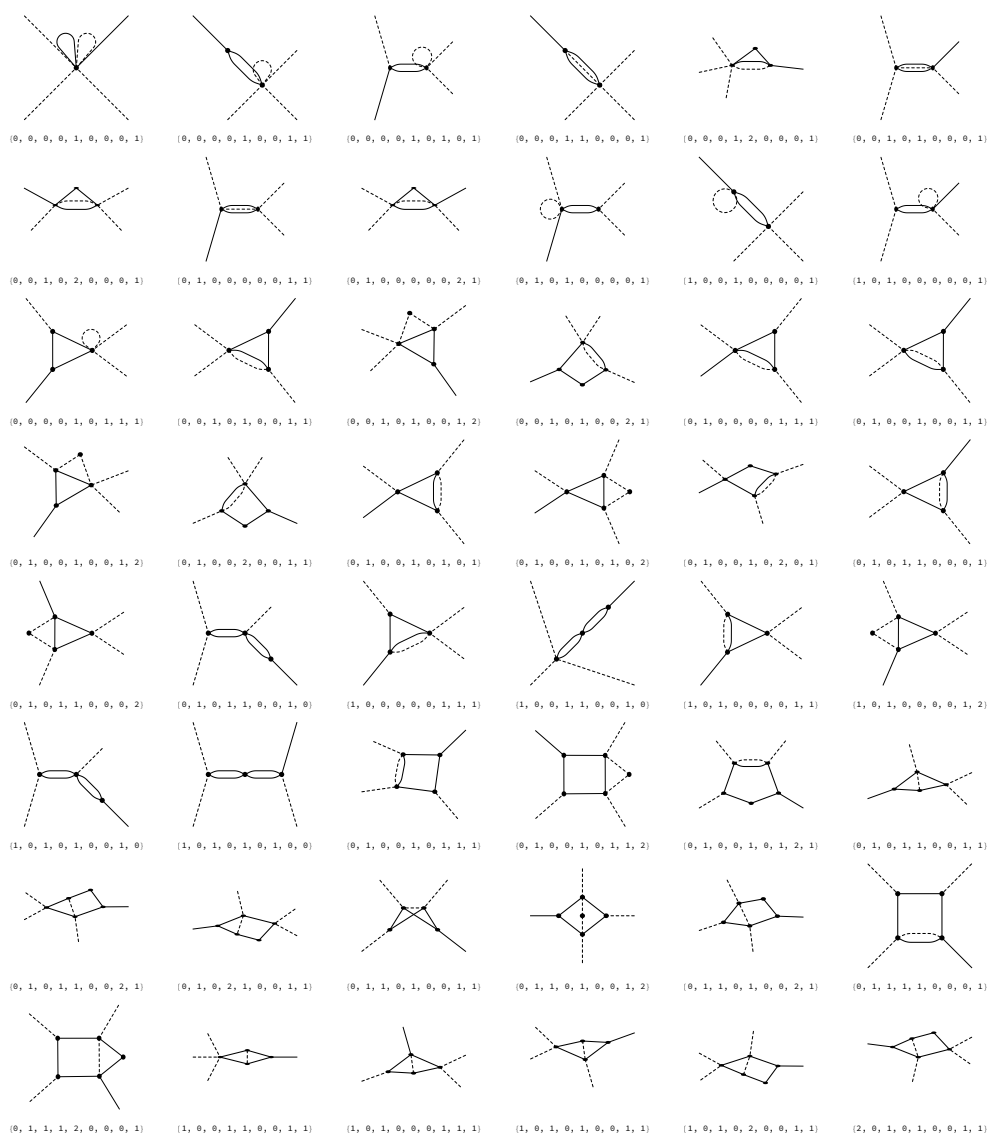 {0, 0, 0, 0, 1, 0, 0, 0, 1} {0, 0, 0, 0, 1, 0, 0, 1, 1} {0, 0, 0, 0, 1, 0, 1, 0, 1} {0, 0, 0, 1, 1, 0, 0, 0, 1} {0, 0, 0, 1, 2, 0, 0, 0, 1} {0, 0, 1, 0, 1, 0, 0, 0, 1}
{0, 0, 1, 0, 2, 0, 0, 0, 1} {0, 1, 0, 0, 0, 0, 0, 1, 1} {0, 1, 0, 0, 0, 0, 0, 2, 1} {0, 1, 0, 1, 0, 0, 0, 0, 1} {1, 0, 0, 1, 0, 0, 0, 0, 1} {1, 0, 1, 0, 0, 0, 0, 0, 1}
{0, 0, 0, 0, 1, 0, 1, 1, 1} {0, 0, 1, 0, 0, 1, 0, 1, 1} {0, 0, 1, 0, 0, 1, 0, 1, 2} {0, 0, 1, 0, 0, 1, 0, 2, 1} {0, 1, 0, 0, 0, 1, 1, 1, 1} {0, 1, 0, 0, 1, 0, 0, 1, 1}
{0, 1, 0, 0, 1, 0, 0, 1, 2} {0, 1, 0, 0, 2, 0, 0, 1, 1} {0, 1, 0, 1, 0, 0, 1, 0, 1} {0, 1, 0, 1, 0, 0, 1, 0, 2} {0, 1, 0, 0, 1, 0, 2, 0, 1} {0, 1, 0, 1, 1, 0, 0, 0, 1}
{0, 1, 0, 1, 1, 0, 0, 0, 2} {0, 1, 0, 1, 1, 0, 0, 1, 0} {1, 0, 0, 0, 0, 0, 1, 1, 1} {1, 0, 0, 1, 1, 0, 0, 1, 0} {1, 0, 1, 0, 0, 0, 0, 1, 1} {1, 0, 1, 0, 0, 0, 0, 1, 2}
{1, 0, 1, 0, 1, 0, 0, 1, 0} {1, 0, 1, 0, 1, 0, 1, 0, 0} {0, 1, 0, 0, 1, 0, 1, 1, 1} {0, 1, 0, 0, 1, 0, 1, 1, 2} {0, 1, 0, 0, 1, 0, 1, 2, 1} {0, 1, 0, 1, 1, 0, 0, 1, 1}
{0, 1, 0, 1, 1, 0, 0, 2, 1} {0, 1, 0, 2, 1, 0, 0, 1, 1} {0, 1, 1, 0, 1, 0, 0, 1, 1} {0, 1, 1, 0, 1, 0, 0, 1, 2} {0, 1, 1, 0, 1, 0, 0, 2, 1} {0, 1, 1, 1, 1, 0, 0, 0, 1}
{0, 1, 1, 1, 2, 0, 0, 0, 1} {1, 0, 0, 1, 0, 0, 1, 1, 1} {1, 0, 1, 0, 0, 0, 1, 1, 1} {1, 0, 1, 0, 1, 0, 0, 1, 1} {1, 0, 1, 0, 2, 0, 0, 1, 1} {2, 0, 1, 0, 1, 0, 0, 1, 1}